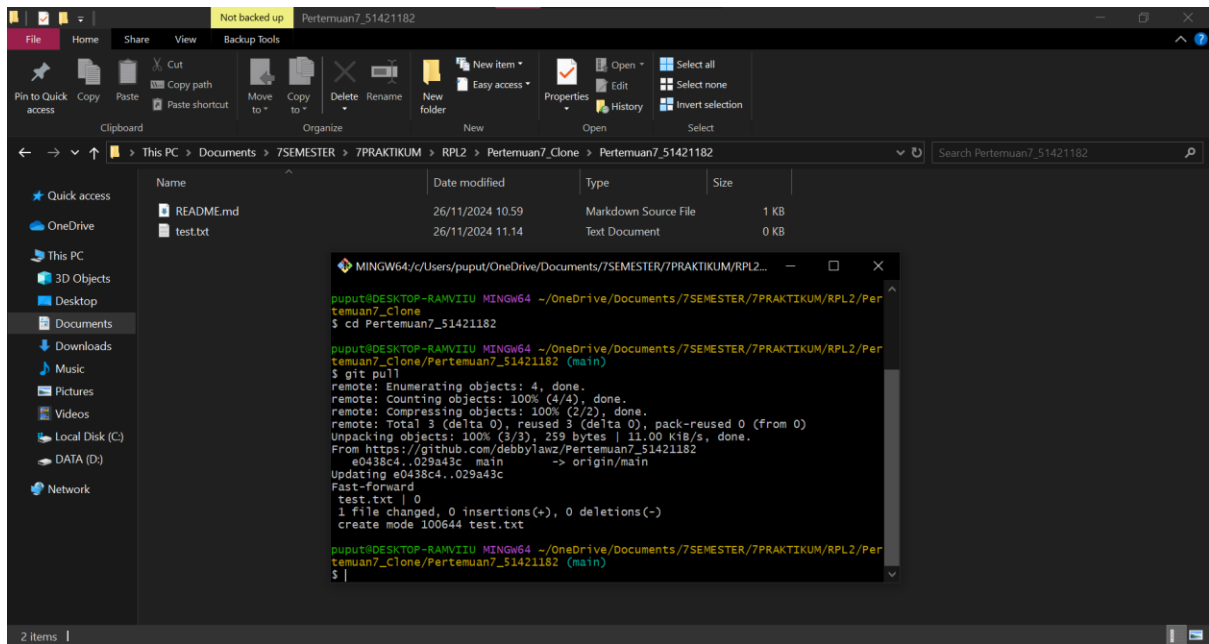 Not backed up Pertemuan7_51421182
File Home Share View Backup Tools
Pin to Quick access
Copy
Paste
Cut
Copy path
Paste shortcut
Move to
Copy to
Delete
Rename
New folder
New item
Easy access
Properties
Open
Edit
History
Select all
Select none
Invert selection
Clipboard Organize New Open Select
This PC > Documents > 7SEMESTER > 7PRAKTIKUM > RPL2 > Pertemuan7_Clone > Pertemuan7_51421182
Search Pertemuan7_51421182
Quick access
OneDrive
This PC
3D Objects
Desktop
Documents
Downloads
Music
Pictures
Videos
Local Disk (C:)
DATA (D:)
Network
Name Date modified Type Size
README.md 26/11/2024 10.59 Markdown Source File 1 KB
test.txt 26/11/2024 11.14 Text Document 0 KB
MINGW64:/c/Users/puput/OneDrive/Documents/7SEMESTER/7PRAKTIKUM/RPL2...
puput@DESKTOP-RAMVIIU MINGW64 ~/OneDrive/Documents/7SEMESTER/7PRAKTIKUM/RPL2/Per
temuan7_Clone
$ cd Pertemuan7_51421182
puput@DESKTOP-RAMVIIU MINGW64 ~/OneDrive/Documents/7SEMESTER/7PRAKTIKUM/RPL2/Per
temuan7_Clone/Pertemuan7_51421182 (main)
$ git pull
remote: Enumerating objects: 4, done.
remote: Counting objects: 100% (4/4), done.
remote: Compressing objects: 100% (2/2), done.
remote: Total 3 (delta 0), reused 3 (delta 0), pack-reused 0 (from 0)
Unpacking objects: 100% (3/3), 259 bytes | 11.00 KiB/s, done.
From https://github.com/debbylawz/Pertemuan7_51421182
e0438c4..029a43c main -> origin/main
Updating e0438c4..029a43c
Fast-forward
test.txt | 0
1 file changed, 0 insertions(+), 0 deletions(-)
create mode 100644 test.txt
puput@DESKTOP-RAMVIIU MINGW64 ~/OneDrive/Documents/7SEMESTER/7PRAKTIKUM/RPL2/Per
temuan7_Clone/Pertemuan7_51421182 (main)
$
2 items